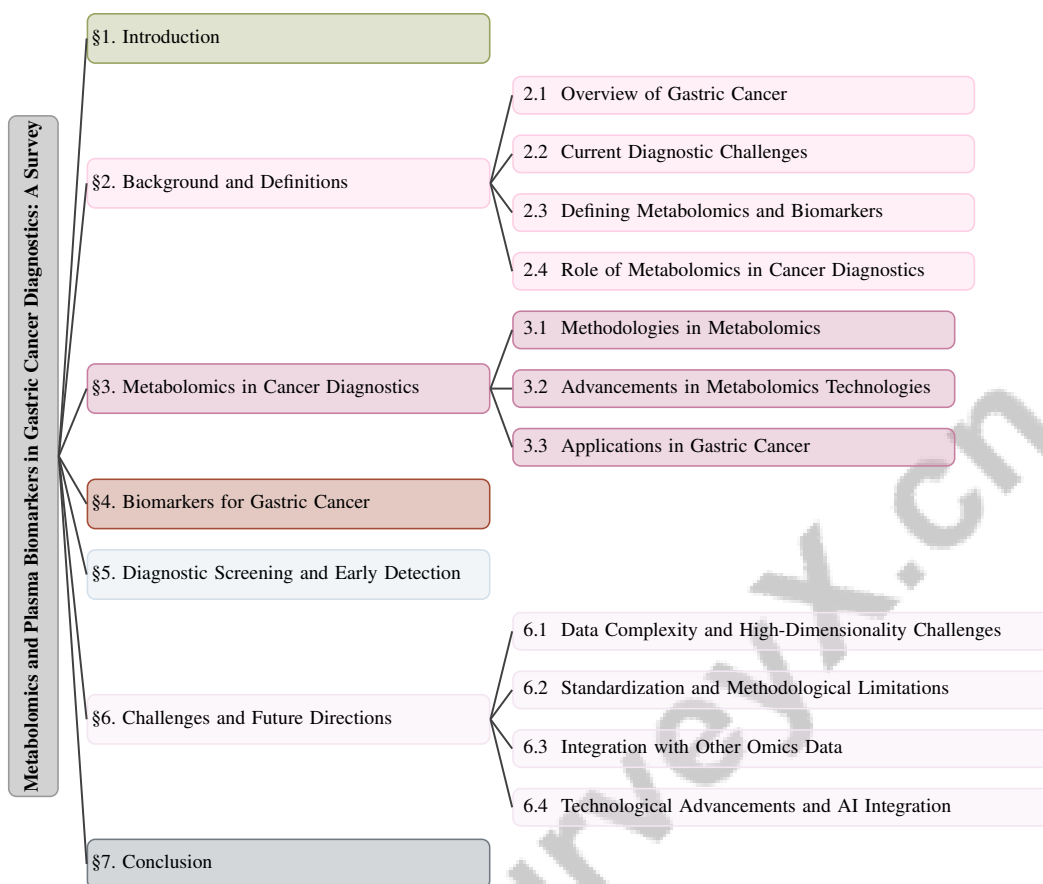 Metabolomics and Plasma Biomarkers in Gastric Cancer Diagnostics: A Survey
§1. Introduction
§2. Background and Definitions
2.1 Overview of Gastric Cancer
2.2 Current Diagnostic Challenges
2.3 Defining Metabolomics and Biomarkers
2.4 Role of Metabolomics in Cancer Diagnostics
§3. Metabolomics in Cancer Diagnostics
3.1 Methodologies in Metabolomics
3.2 Advancements in Metabolomics Technologies
3.3 Applications in Gastric Cancer
§4. Biomarkers for Gastric Cancer
§5. Diagnostic Screening and Early Detection
§6. Challenges and Future Directions
6.1 Data Complexity and High-Dimensionality Challenges
6.2 Standardization and Methodological Limitations
6.3 Integration with Other Omics Data
6.4 Technological Advancements and AI Integration
§7. Conclusion
urveyx.cn